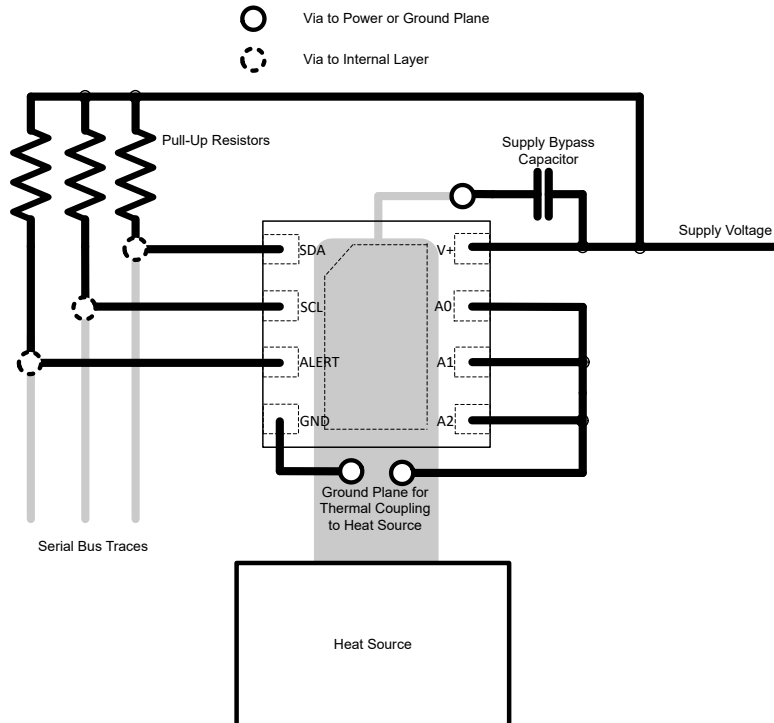 Via to Power or Ground Plane
Via to Internal Layer
Pull-Up Resistors
Supply Bypass
Capacitor
Supply Voltage
SDA
V+
SCL
A0
ALERT
A1
GND
A2
Ground Plane for
Thermal Coupling
to Heat Source
Serial Bus Traces
Heat Source